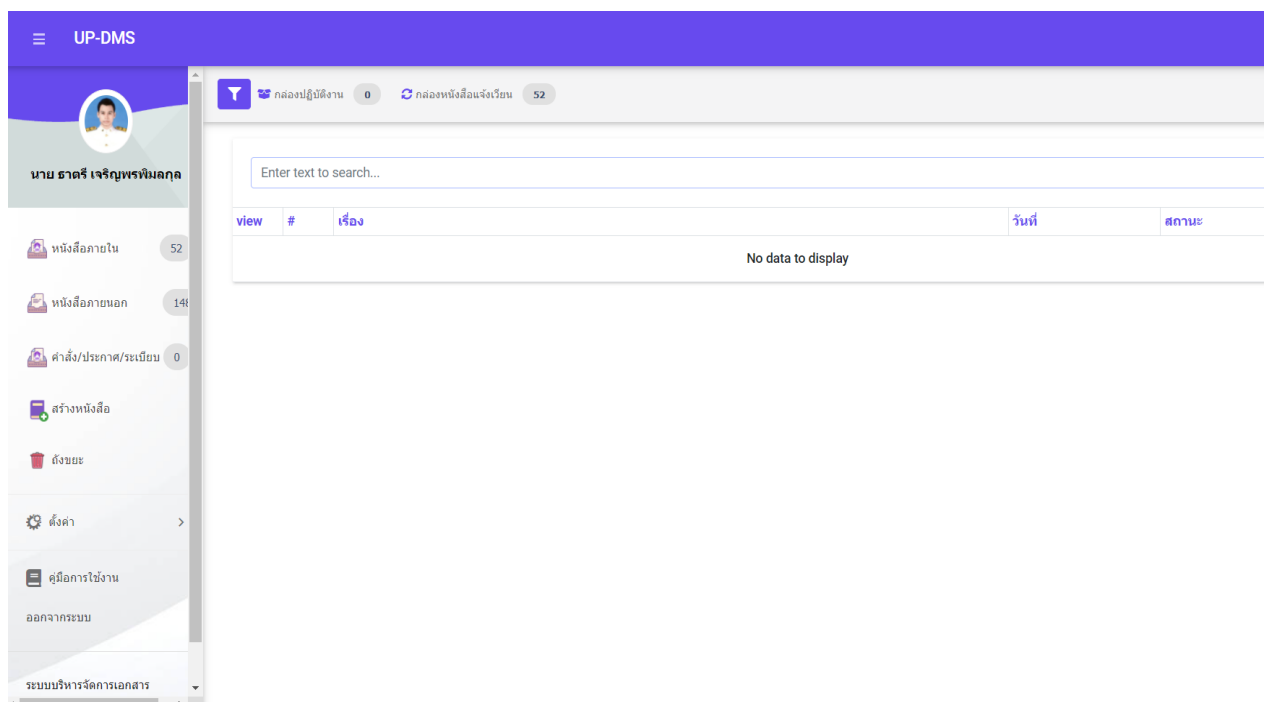 UP-DMS
กล่องปฏิบัติงาน 0 กล่องหนังสือแจ้งเวียน 52
นาย ธาตรี เจริญพรพิมลกุล
Enter text to search...
view # เรื่อง วันที่ สถานะ
No data to display
หนังสือภายใน 52
หนังสือภายนอก 148
คำสั่ง/ประกาศ/ระเบียบ 0
สร้างหนังสือ
ถังขยะ
ตั้งค่า
คู่มือการใช้งาน
ออกจากระบบ
ระบบบริหารจัดการเอกสาร